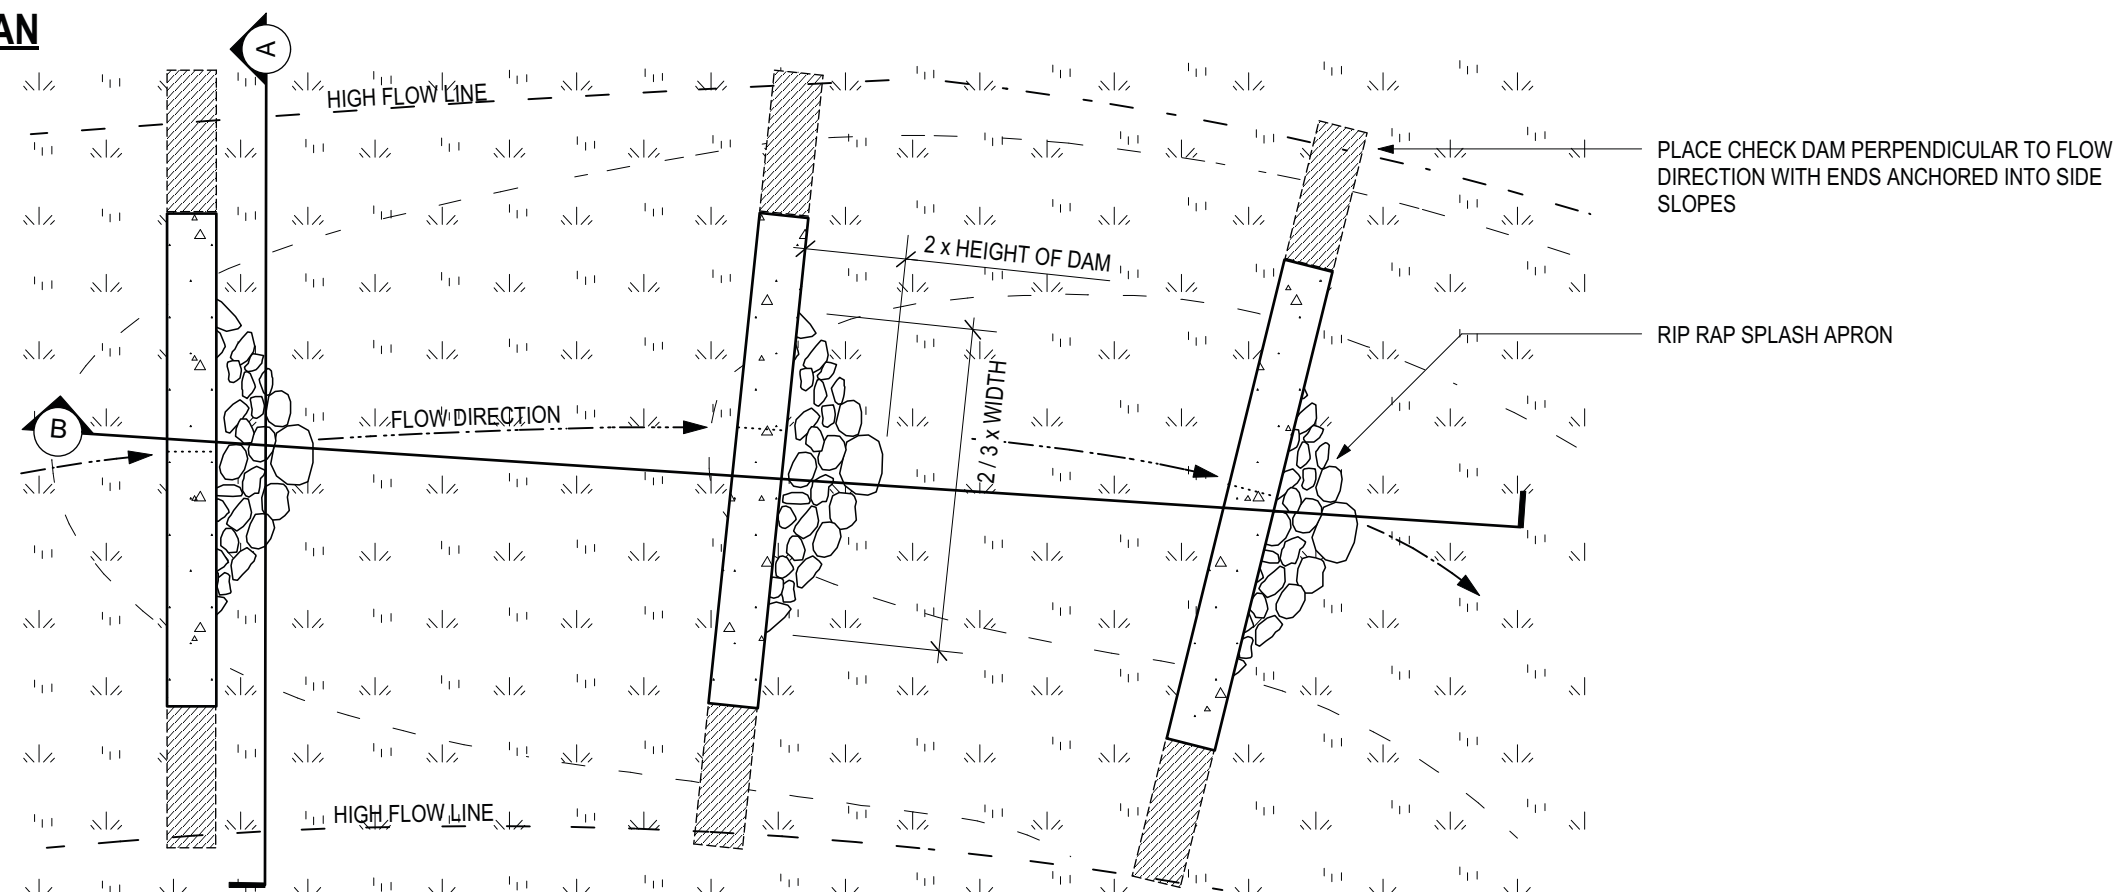 AN
A
HIGH FLOW LINE
PLACE CHECK DAM PERPENDICULAR TO FLOW
DIRECTION WITH ENDS ANCHORED INTO SIDE
SLOPES
2 x HEIGHT OF DAM
RIP RAP SPLASH APRON
2 / 3 x WIDTH
FLOW DIRECTION
B
HIGH FLOW LINE